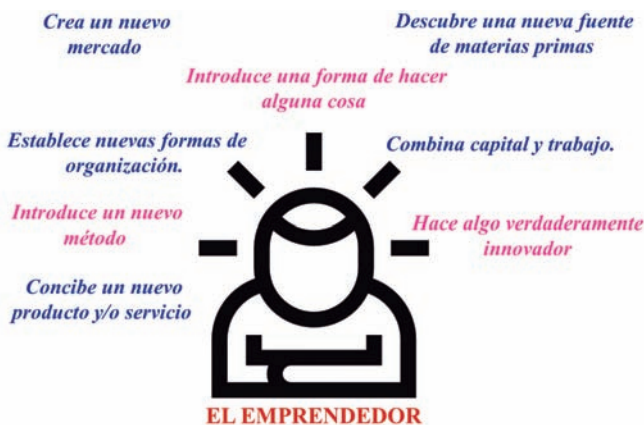 Crea un nuevo
mercado
Descubre una nueva fuente
de materias primas
Introduce una forma de hacer
alguna cosa
Establece nuevas formas de
organización.
Combina capital y trabajo.
Introduce un nuevo
método
Hace algo verdaderamente
innovador
Concibe un nuevo
producto y/o servicio
EL EMPRENDEDOR